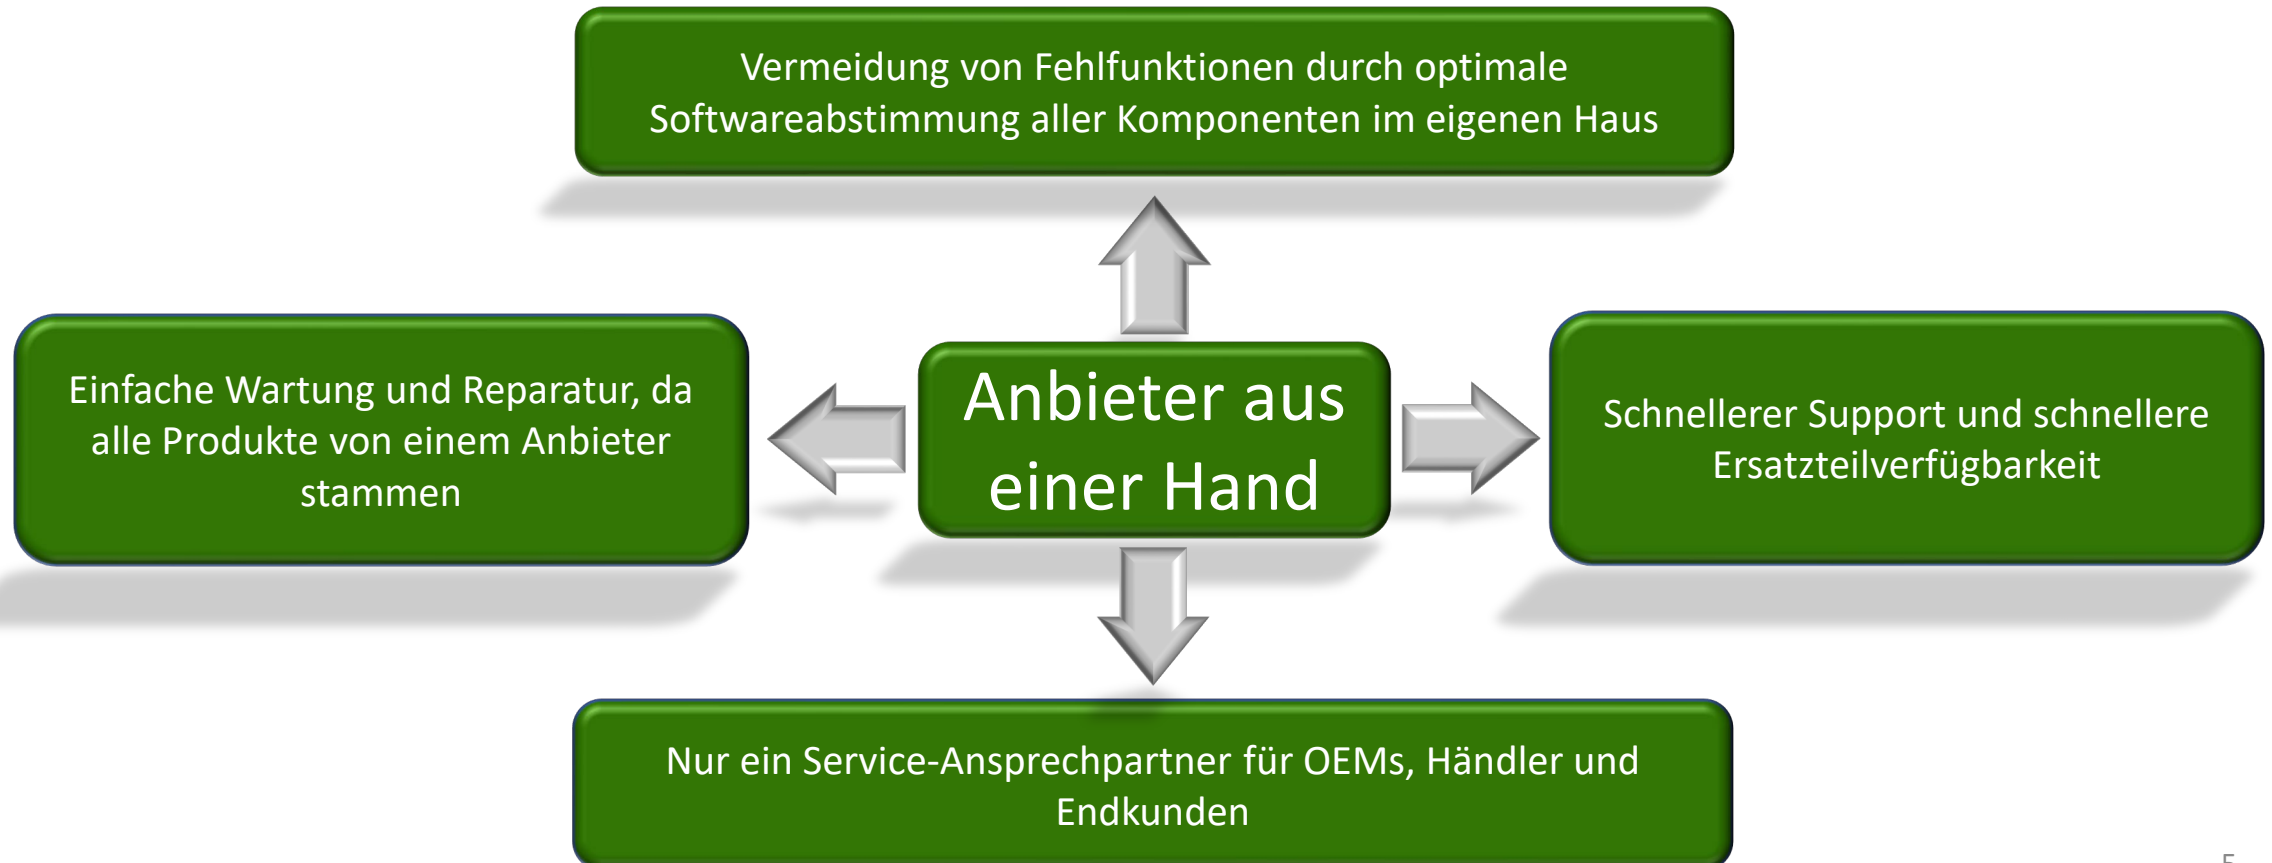 Vermeidung von Fehlfunktionen durch optimale
Softwareabstimmung aller Komponenten im eigenen Haus
Einfache Wartung und Reparatur, da
alle Produkte von einem Anbieter
stammen
Anbieter aus
einer Hand
Schnellerer Support und schnellere
Ersatzteilverfügbarkeit
Nur ein Service-Ansprechpartner für OEMs, Händler und
Endkunden
5